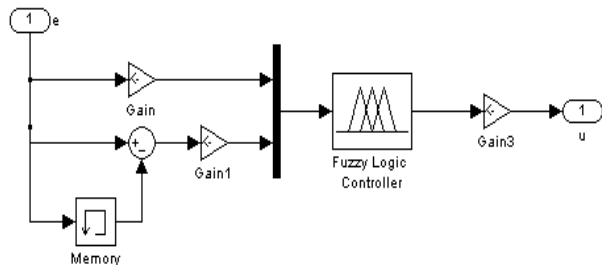 1
e
Gain
+
-
Gain1
Memory
Fuzzy Logic
Controller
Gain3
1
u